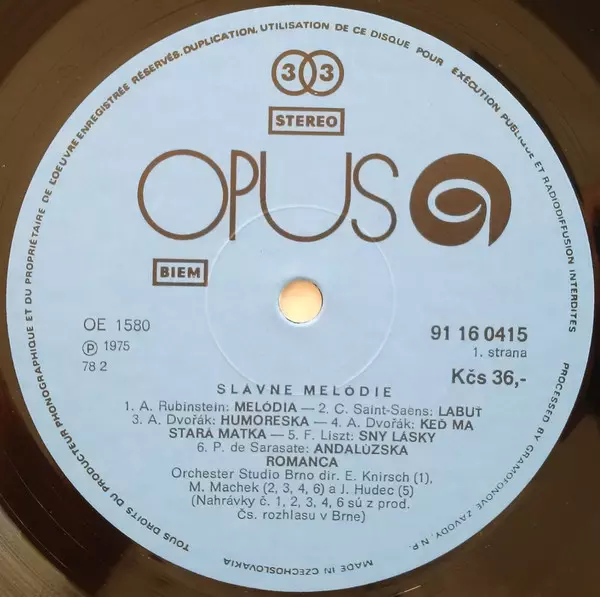 TOUS DROITS DU PRODUCTEUR PHONOGRAPHIQUE ET DU PROPRIÉTAIRE DE L'OEUVRE ENREGISTRÉE RÉSERVÉS. DUPLICATION, UTILISATION DE CE DISQUE POUR EXÉCUTION PUBLIQUE ET RADIODIFFUSION INTERDITES
PROCESSED BY GRAMOFONOVÉ ZÁVODY, N.P.
MADE IN CZECHOSLOVAKIA
33
STEREO
OPUS
BIEM
OE 1580
℗ 1975
78 2
91 16 0415
1. strana
Kčs 36,-
SLÁVNE MELÓDIE
1. A. Rubinstein: MELÓDIA — 2. C. Saint-Saëns: LABUŤ
3. A. Dvořák: HUMORESKA — 4. A. Dvořák: KEĎ MA
STARÁ MATKA — 5. F. Liszt: SNY LÁSKY
6. P. de Sarasate: ANDALÚZSKA
ROMANCA
Orchester Studio Brno dir. E. Knirsch (1),
M. Machek (2, 3, 4, 6) a J. Hudec (5)
(Nahrávky č. 1, 2, 3, 4, 6 sú z prod.
Čs. rozhlasu v Brne)